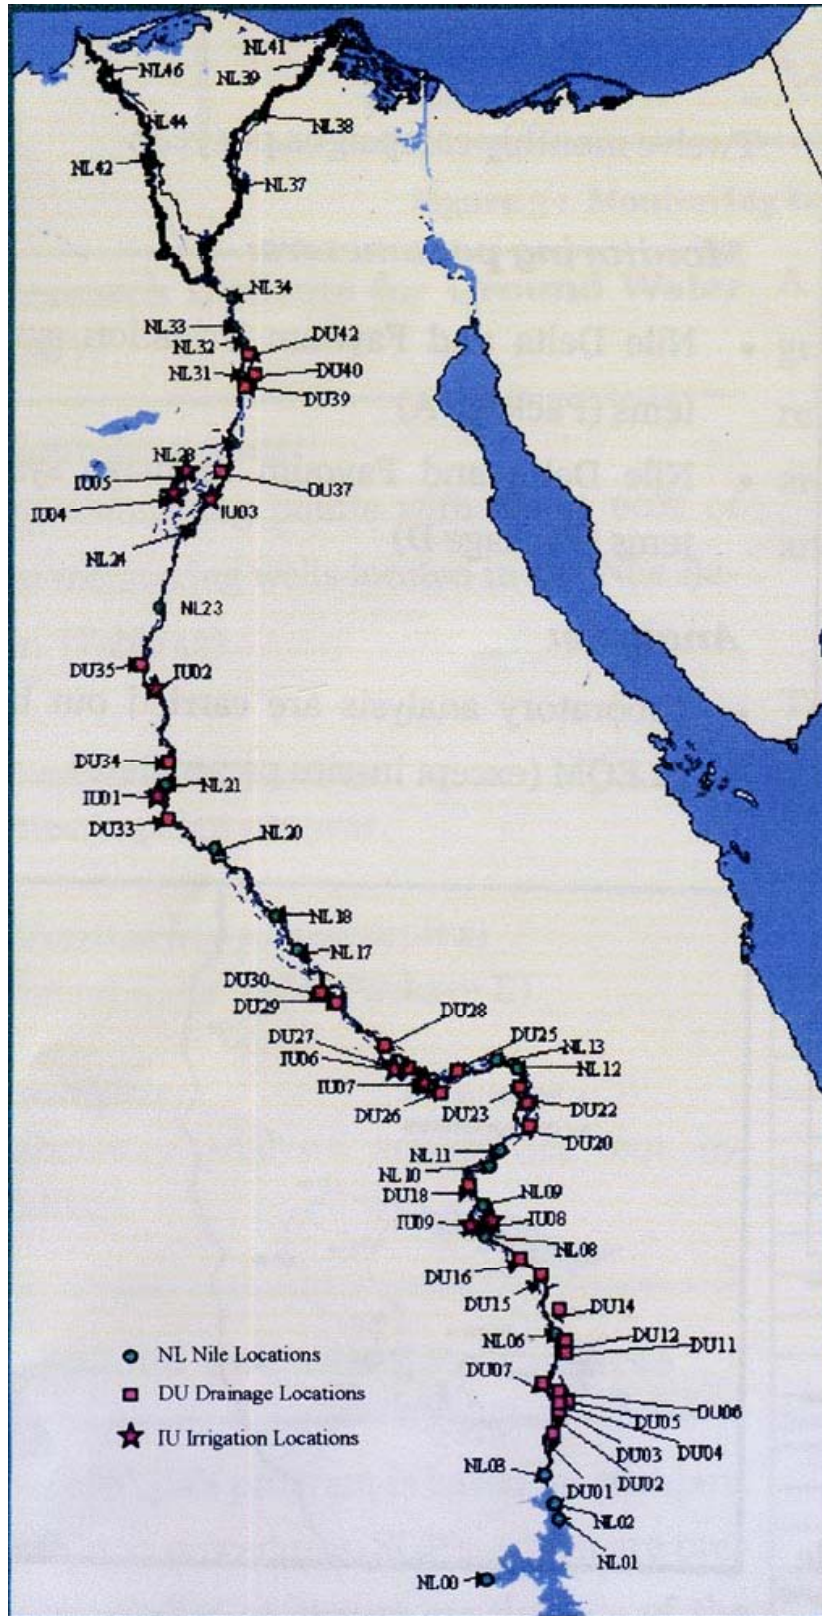 NL41
NL46
NL39
NL44
NL38
NL42
NL37
NL34
NL33
DU42
NL32
NL31
DU40
DU39
NL28
IU05
DU37
IU04
IU03
NL24
NL23
DU35
IU02
DU34
NL21
IU01
DU33
NL20
NL18
NL17
DU30
DU29
DU28
DU27
DU25
NL13
IU06
NL12
IU07
DU26
DU23
DU22
DU20
NL11
NL10
DU18
NL09
IU09
IU08
NL08
DU16
DU15
DU14
NL06
DU12
DU11
DU07
DU06
DU05
DU04
DU03
DU02
NL03
DU01
NL02
NL01
NL00
NL Nile Locations
DU Drainage Locations
IU Irrigation Locations